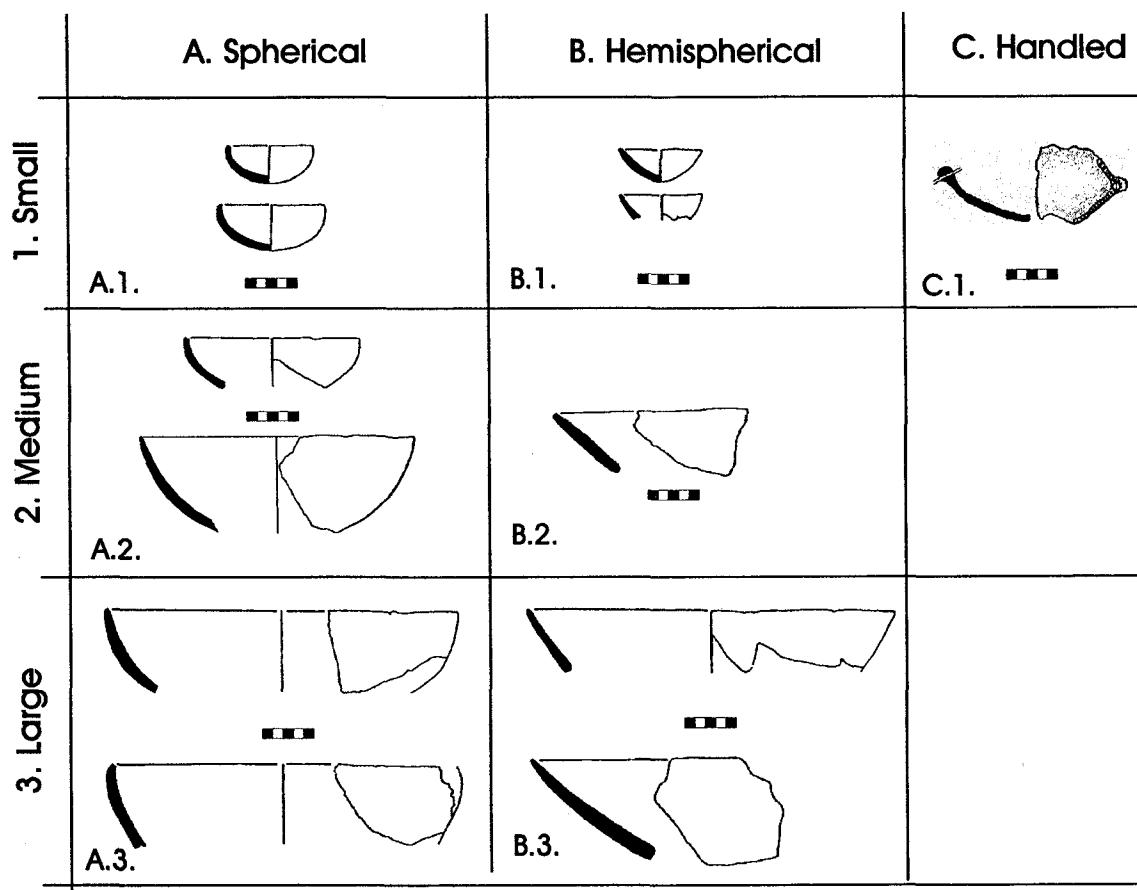 A. Spherical
B. Hemispherical
C. Handled
1. Small
A.1.
B.1.
C.1.
2. Medium
A.2.
B.2.
3. Large
A.3.
B.3.